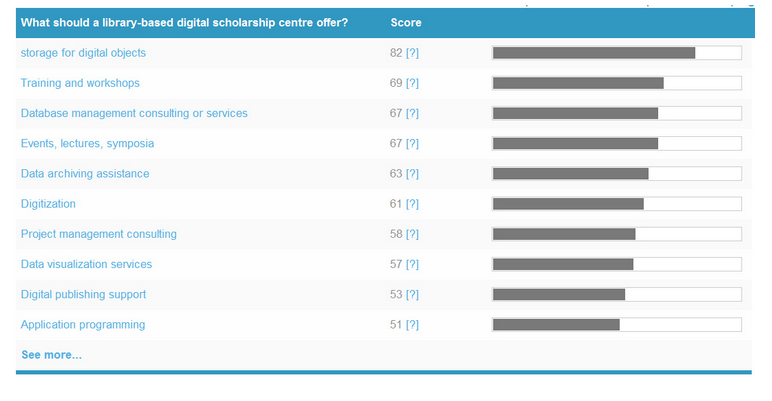 What should a library-based digital scholarship centre offer? Score
storage for digital objects 82 [?]
Training and workshops 69 [?]
Database management consulting or services 67 [?]
Events, lectures, symposia 67 [?]
Data archiving assistance 63 [?]
Digitization 61 [?]
Project management consulting 58 [?]
Data visualization services 57 [?]
Digital publishing support 53 [?]
Application programming 51 [?]
See more...